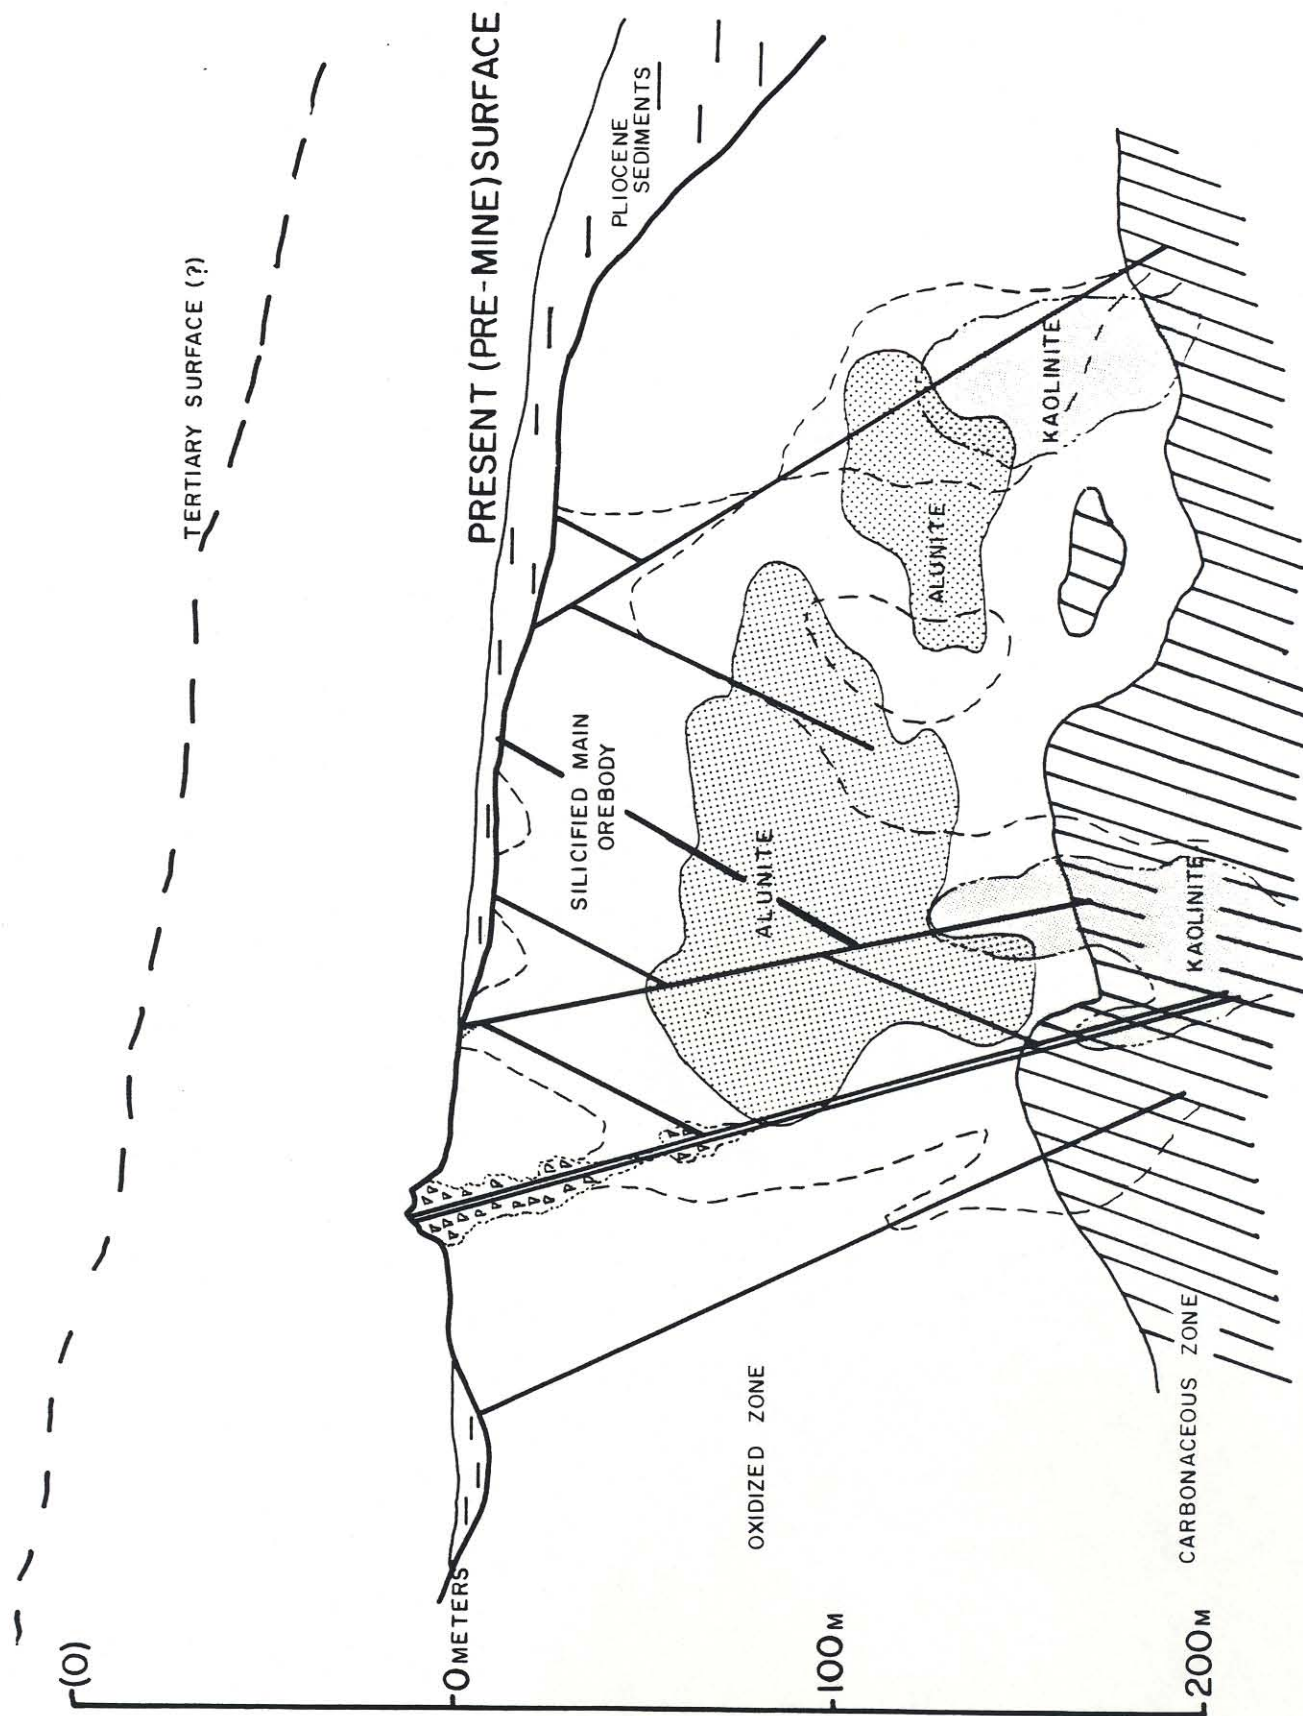 TERTIARY SURFACE (?)
PRESENT (PRE-MINE) SURFACE
PLIOCENE
SEDIMENTS
SILICIFIED MAIN
OREBODY
ALUNITE
ALUNITE
KAOLINITE
KAOLINITE
OXIDIZED ZONE
CARBONACEOUS ZONE
(0)
0 METERS
100M
200M